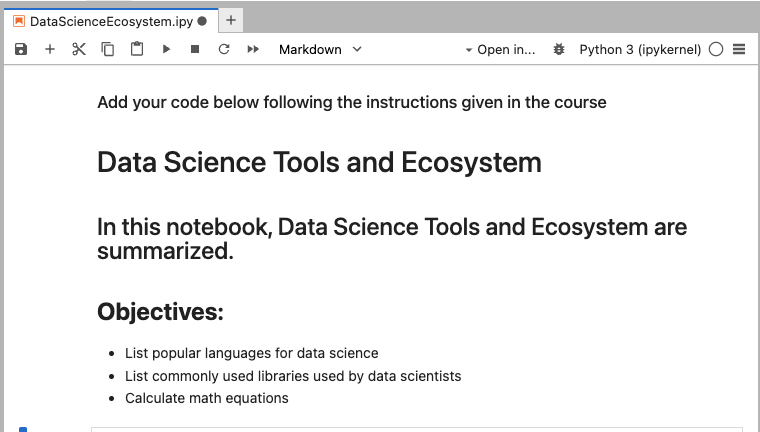 DataScienceEcosystem.ipy
Markdown
Open in...
Python 3 (ipykernel)
Add your code below following the instructions given in the course
Data Science Tools and Ecosystem
In this notebook, Data Science Tools and Ecosystem are
summarized.
Objectives:
List popular languages for data science
List commonly used libraries used by data scientists
Calculate math equations